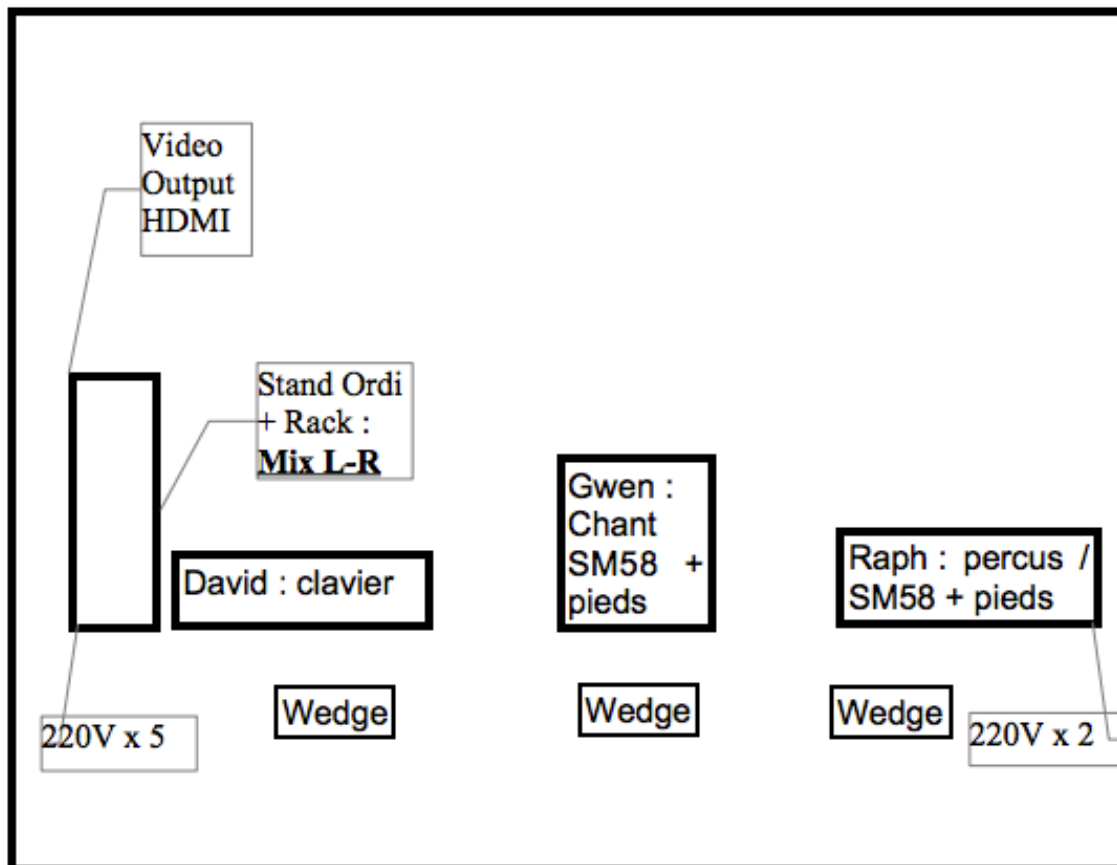 Video
Output
HDMI
Stand Ordi
+ Rack :
Mix L-R
Gwen :
Chant
SM58 +
pieds
David : clavier
Raph : percus /
SM58 + pieds
Wedge
Wedge
Wedge
220V x 5
220V x 2